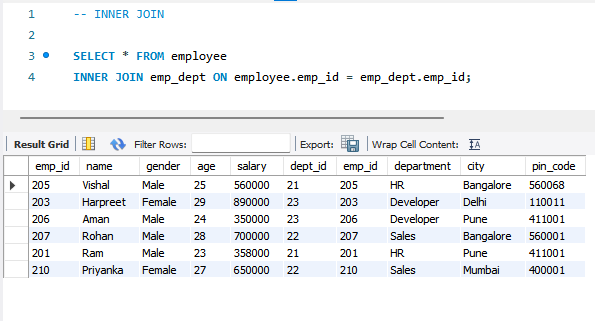 1 -- INNER JOIN
2
3 SELECT * FROM employee
4 INNER JOIN emp_dept ON employee.emp_id = emp_dept.emp_id;
Result Grid Filter Rows: Export: Wrap Cell Content: IA
emp_id name gender age salary dept_id emp_id department city pin_code
205 Vishal Male 25 560000 21 205 HR Bangalore 560068
203 Harpreet Female 29 890000 23 203 Developer Delhi 110011
206 Aman Male 24 350000 23 206 Developer Pune 411001
207 Rohan Male 28 700000 22 207 Sales Bangalore 560001
201 Ram Male 23 358000 21 201 HR Pune 411001
210 Priyanka Female 27 650000 22 210 Sales Mumbai 400001